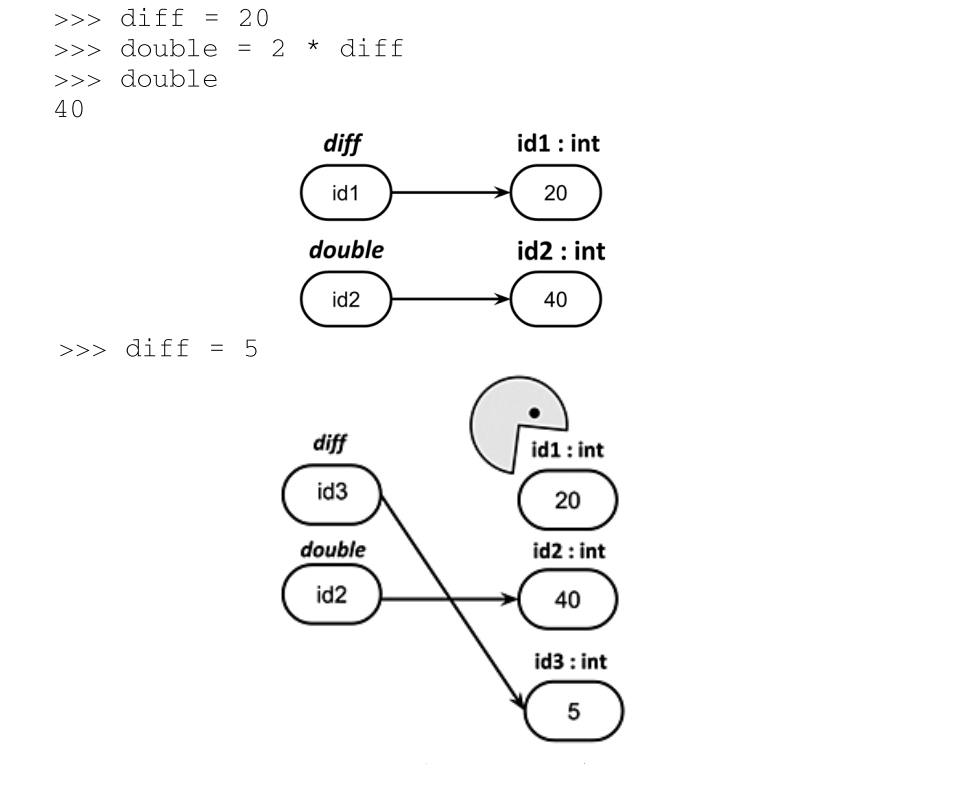 >>> diff = 20
>>> double = 2 * diff
>>> double
40
diff id1 : int
id1 20
double id2 : int
id2 40
>>> diff = 5
diff id1 : int
id3 20
double id2 : int
id2 40
id3 : int
5